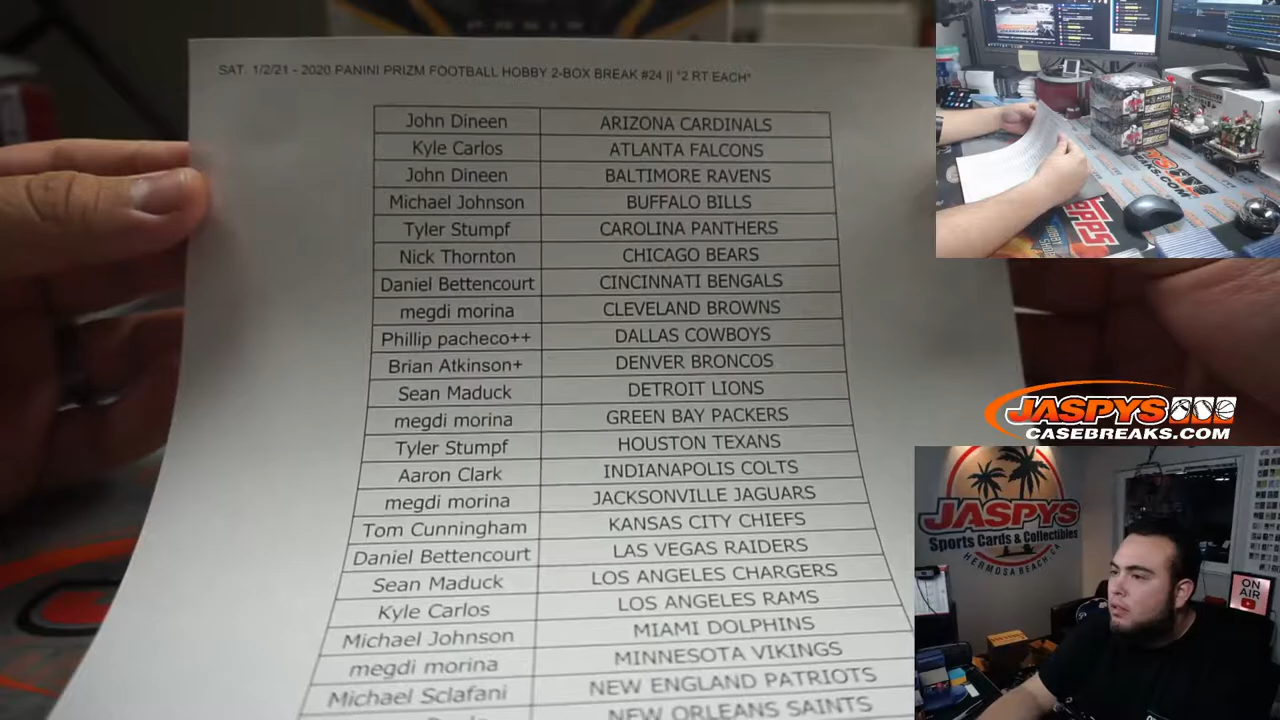 SAT. 1/2/21 - 2020 PANINI PRIZM FOOTBALL HOBBY 2-BOX BREAK #24 || *2 RT EACH*
John Dineen ARIZONA CARDINALS
Kyle Carlos ATLANTA FALCONS
John Dineen BALTIMORE RAVENS
Michael Johnson BUFFALO BILLS
Tyler Stumpf CAROLINA PANTHERS
Nick Thornton CHICAGO BEARS
Daniel Bettencourt CINCINNATI BENGALS
megdi morina CLEVELAND BROWNS
Phillip pacheco++ DALLAS COWBOYS
Brian Atkinson+ DENVER BRONCOS
Sean Maduck DETROIT LIONS
megdi morina GREEN BAY PACKERS
Tyler Stumpf HOUSTON TEXANS
Aaron Clark INDIANAPOLIS COLTS
megdi morina JACKSONVILLE JAGUARS
Tom Cunningham KANSAS CITY CHIEFS
Daniel Bettencourt LAS VEGAS RAIDERS
Sean Maduck LOS ANGELES CHARGERS
Kyle Carlos LOS ANGELES RAMS
Michael Johnson MIAMI DOLPHINS
megdi morina MINNESOTA VIKINGS
Michael Sclafani NEW ENGLAND PATRIOTS
NEW ORLEANS SAINTS
JASPYS
BREAKS.COM
TOPPS
JASPYS
CASEBREAKS.COM
JASPYS
Sports Cards & Collectibles
HERMOSA BEACH, CA
ON
AIR